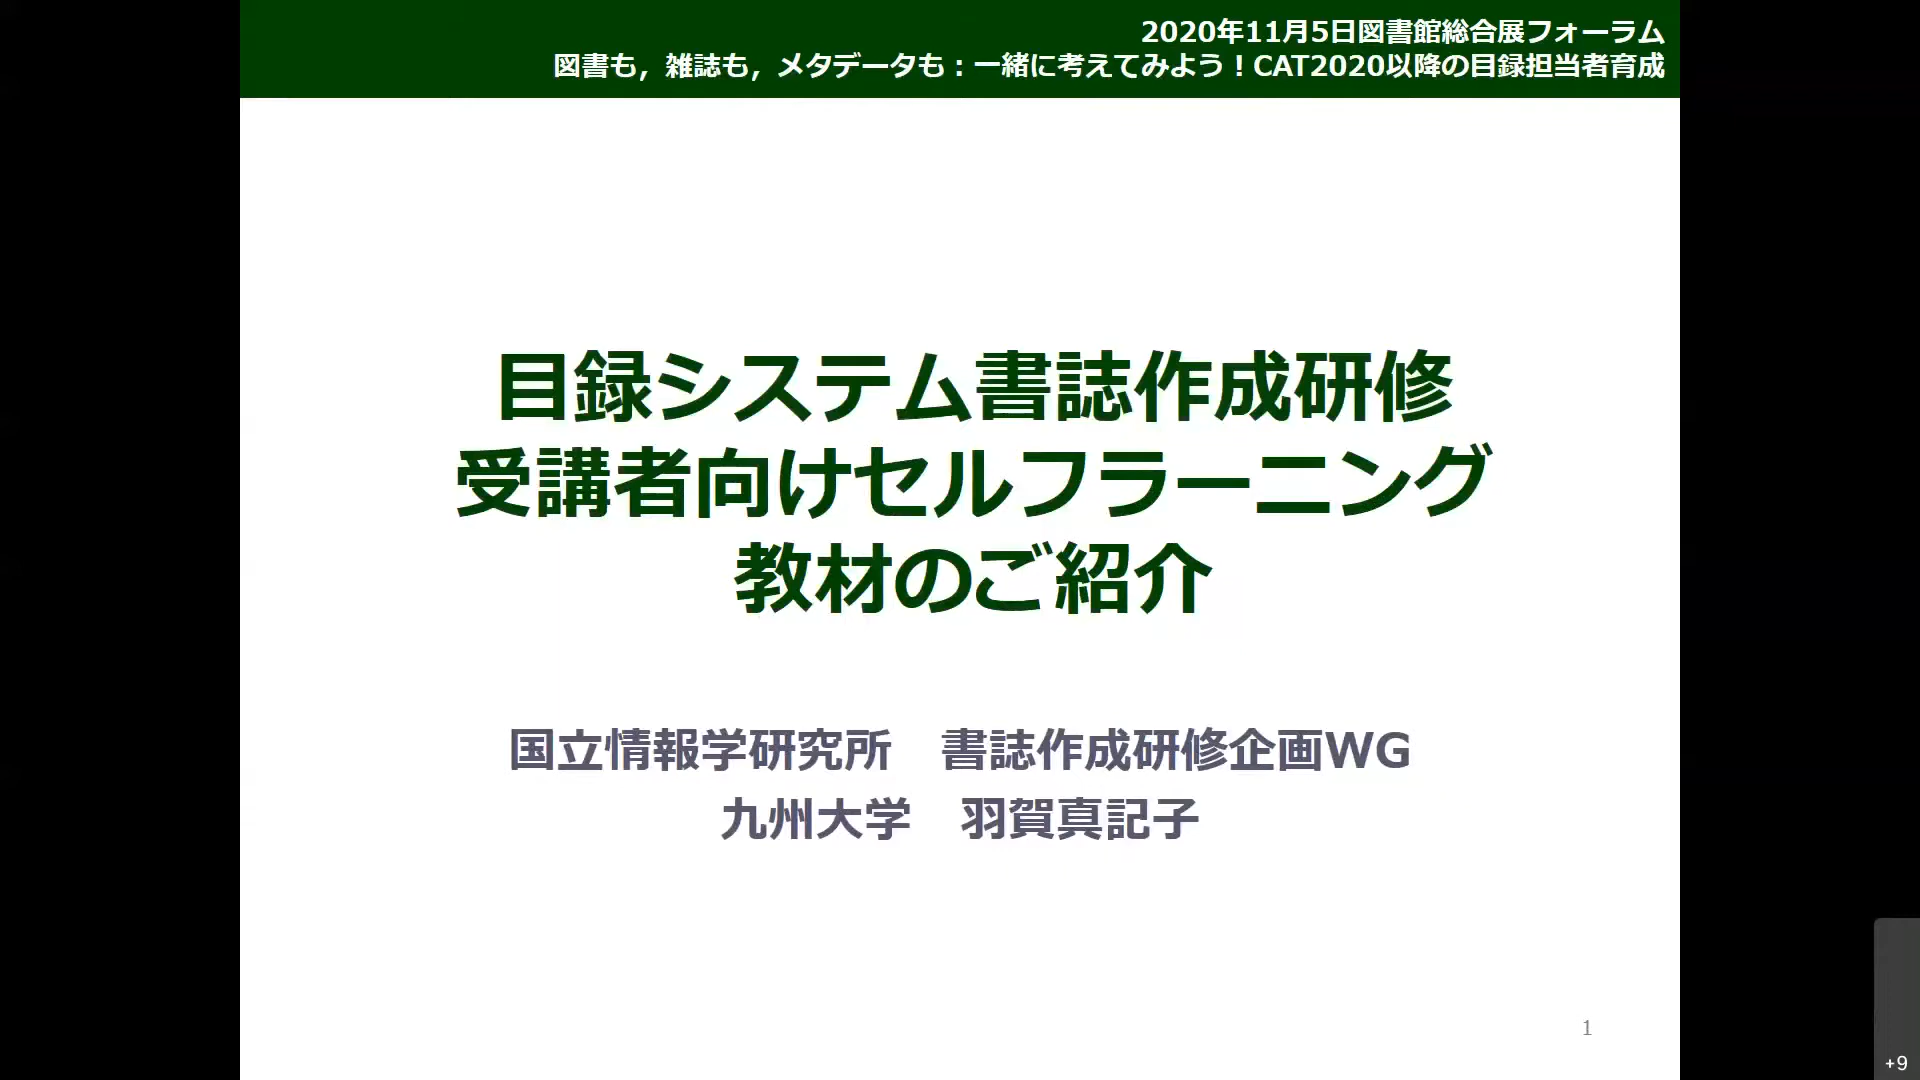 2020年11月5日図書館総合展フォーラム
図書も，雑誌も，メタデータも：一緒に考えてみよう！CAT2020以降の目録担当者育成
目録システム書誌作成研修
受講者向けセルフラーニング
教材のご紹介
国立情報学研究所　書誌作成研修企画WG
九州大学　羽賀真記子
1
+9